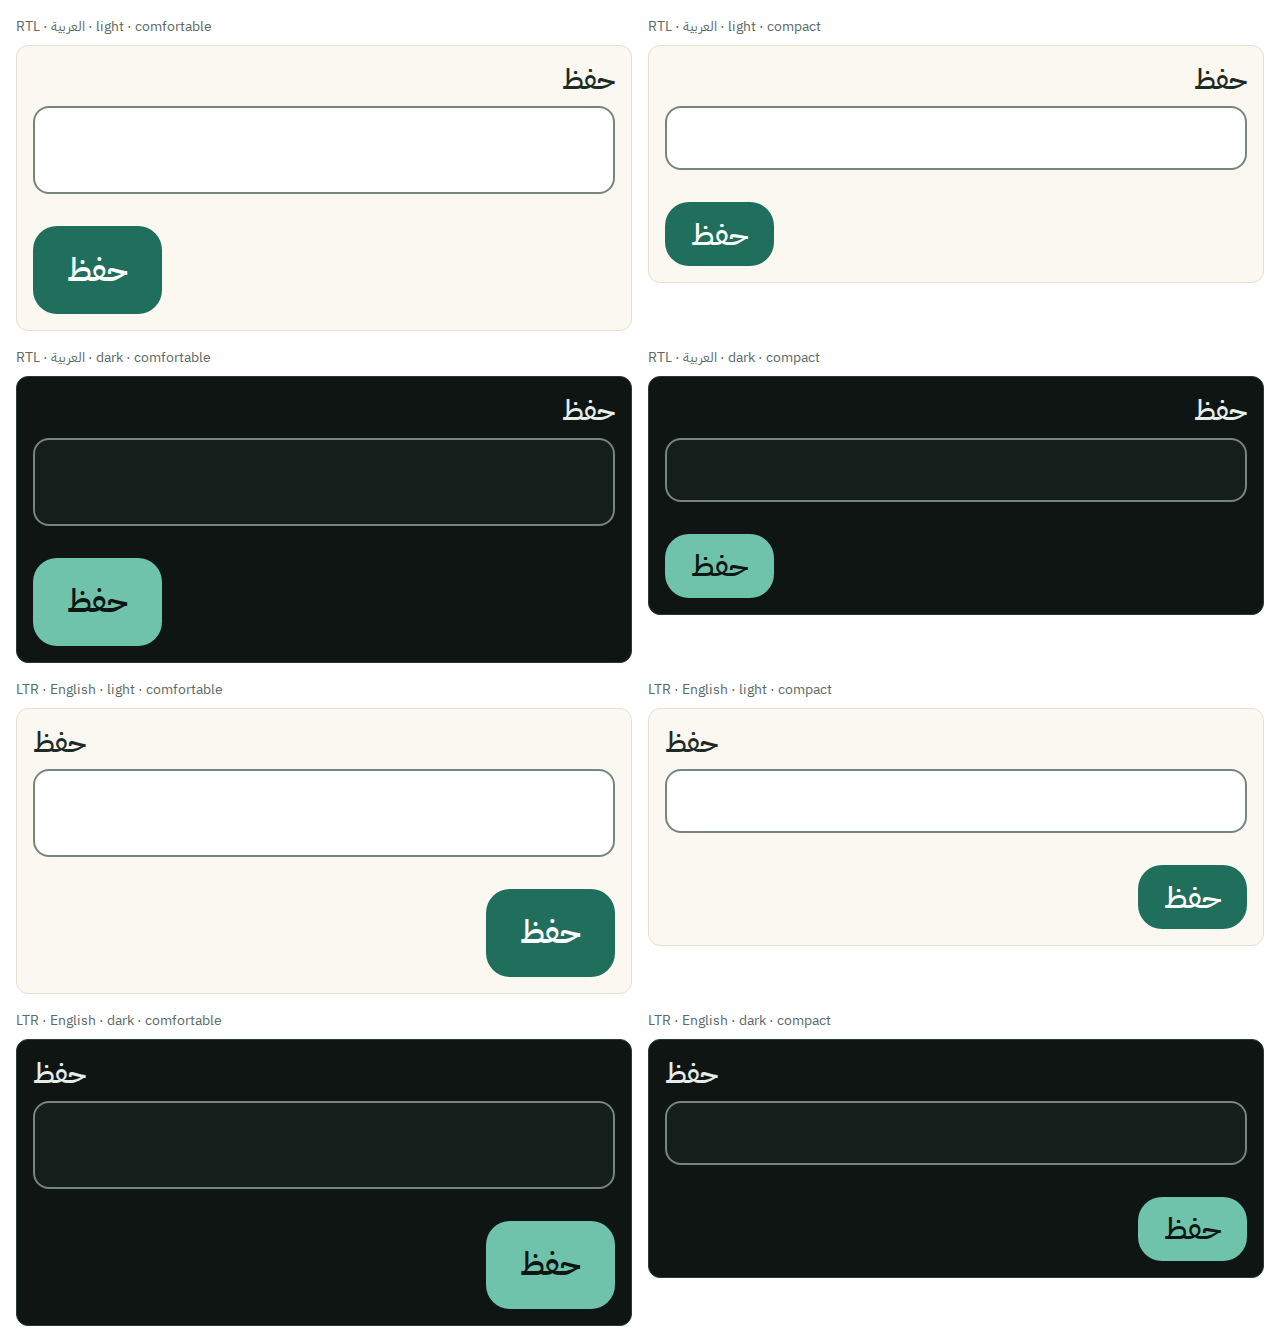 RTL · العربية · light · comfortable
حفظ
حفظ
RTL · العربية · light · compact
حفظ
حفظ
RTL · العربية · dark · comfortable
حفظ
حفظ
RTL · العربية · dark · compact
حفظ
حفظ
LTR · English · light · comfortable
حفظ
حفظ
LTR · English · light · compact
حفظ
حفظ
LTR · English · dark · comfortable
حفظ
حفظ
LTR · English · dark · compact
حفظ
حفظ